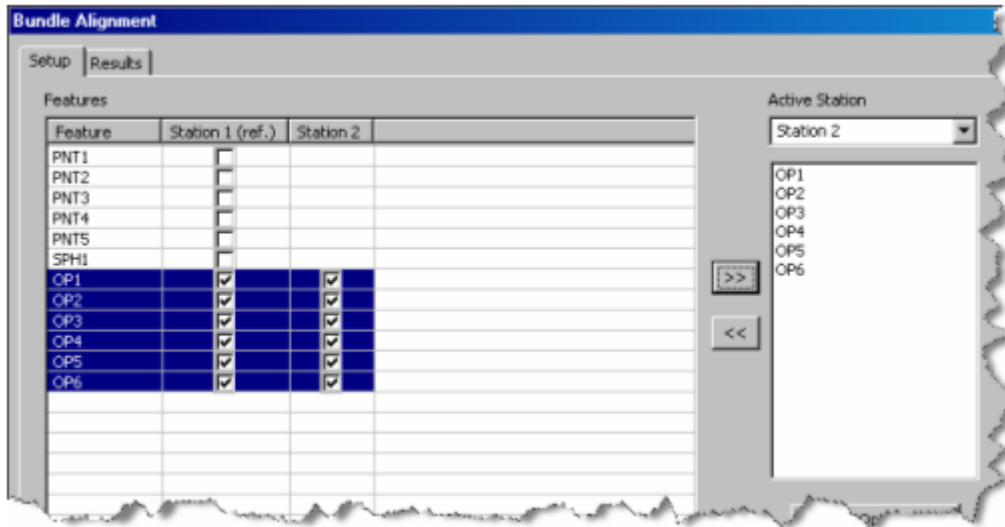 Bundle Alignment
Setup Results
Features
Feature Station 1 (ref.) Station 2
PNT1
PNT2
PNT3
PNT4
PNT5
SPH1
OP1
OP2
OP3
OP4
OP5
OP6
>>
<<
Active Station
Station 2
OP1
OP2
OP3
OP4
OP5
OP6